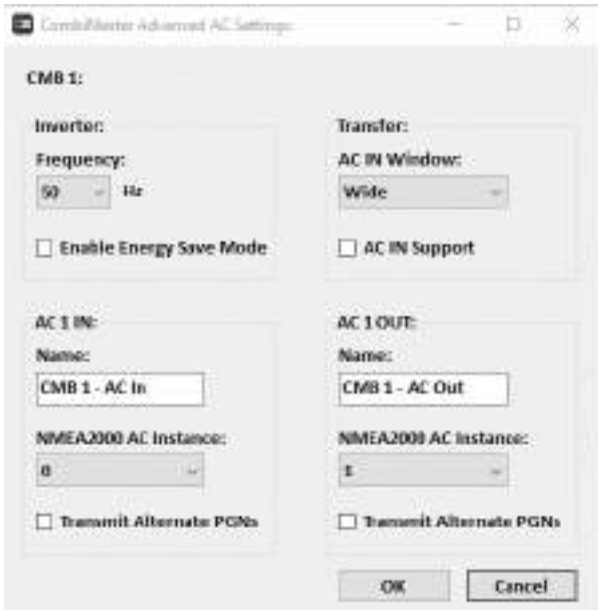 CombiMaster Advanced AC Settings
CMB 1:
Inverter:
Frequency:
50 Hz
Enable Energy Save Mode
Transfer:
AC IN Window:
Wide
AC IN Support
AC 1 IN:
Name:
CMB 1 - AC In
NMEA2000 AC Instance:
0
Transmit Alternate PGNs
AC 1 OUT:
Name:
CMB 1 - AC Out
NMEA2000 AC Instance:
1
Transmit Alternate PGNs
OK Cancel